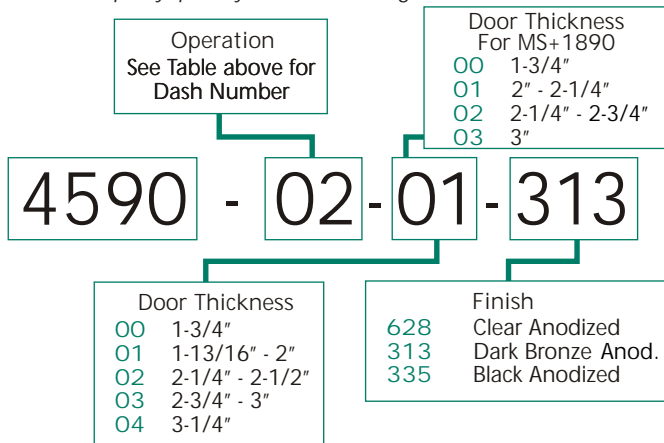 Operation
See Table above for
Dash Number
Door Thickness
For MS+1890
00 1-3/4"
01 2" - 2-1/4"
02 2-1/4" - 2-3/4"
03 3"
4590 - 02-01-313
Door Thickness
00 1-3/4"
01 1-13/16" - 2"
02 2-1/4" - 2-1/2"
03 2-3/4" - 3"
04 3-1/4"
Finish
628 Clear Anodized
313 Dark Bronze Anod.
335 Black Anodized